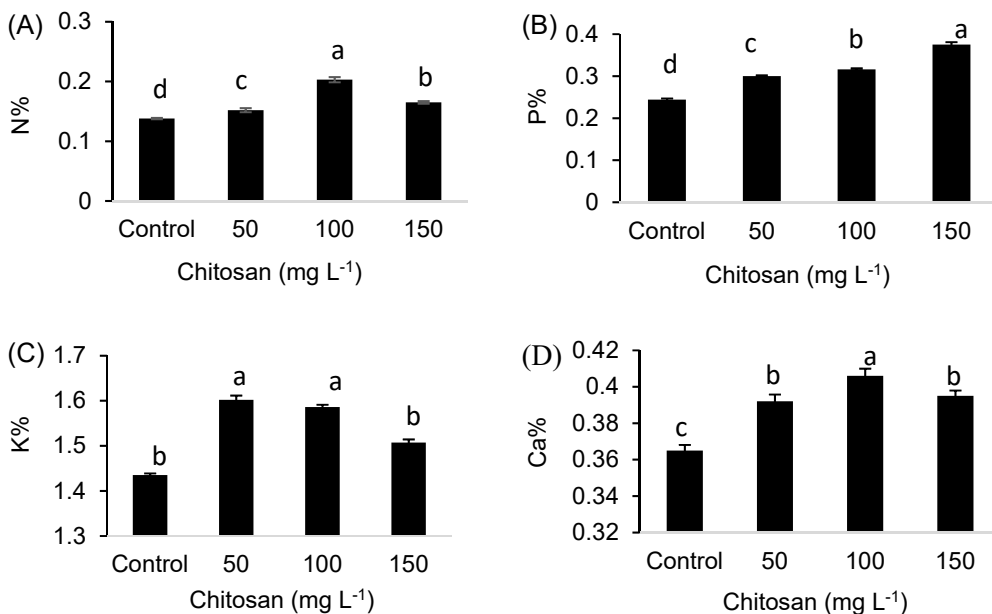 (A)
N%
0.3
0.2
0.1
0
d
c
a
b
Control 50 100 150
Chitosan (mg L⁻¹)
(B)
P%
0.4
0.3
0.2
0.1
0
d
c
b
a
Control 50 100 150
Chitosan (mg L⁻¹)
(C)
K%
1.7
1.6
1.5
1.4
1.3
b
a
a
b
Control 50 100 150
Chitosan (mg L⁻¹)
(D)
Ca%
0.42
0.4
0.38
0.36
0.34
0.32
c
b
a
b
Control 50 100 150
Chitosan (mg L⁻¹)